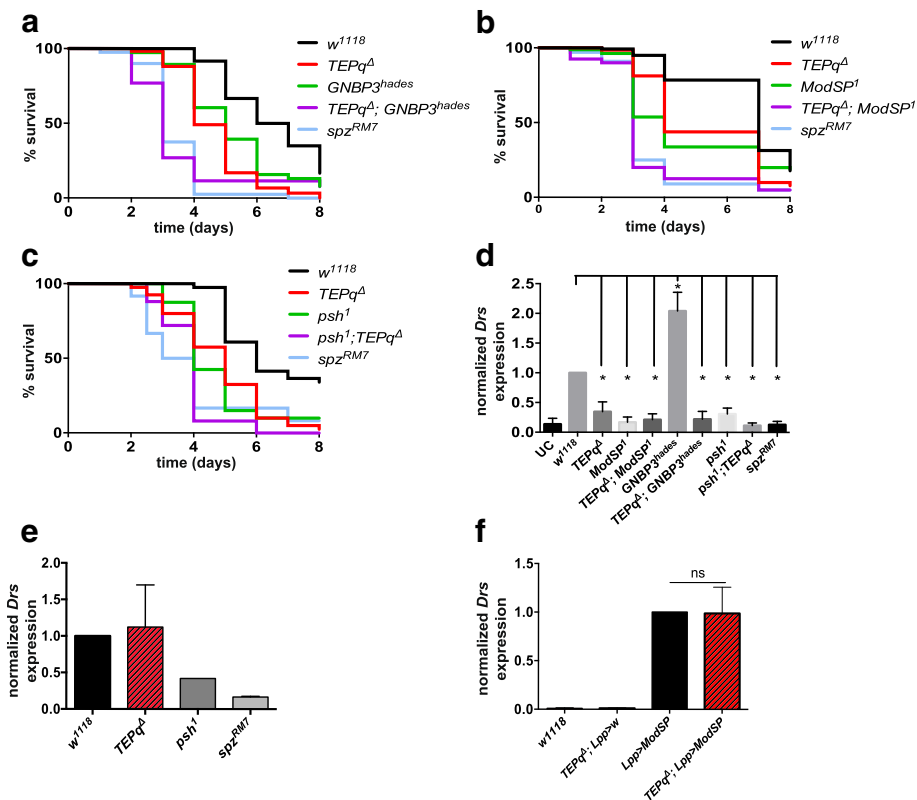 a
100
50
0
% survival
0 2 4 6 8
time (days)
w1118
TEPqΔ
GNBP3hades
TEPqΔ; GNBP3hades
spzRM7
b
100
50
0
% survival
0 2 4 6 8
time (days)
w1118
TEPqΔ
ModSP1
TEPqΔ; ModSP1
spzRM7
c
100
50
0
% survival
0 2 4 6 8
time (days)
w1118
TEPqΔ
psh1
psh1;TEPqΔ
spzRM7
d
2.5
2.0
1.5
1.0
0.5
0.0
normalized Drs
expression
*
* * * * * * *
UC
w1118
TEPqΔ
ModSP1
TEPqΔ; ModSP1
GNBP3hades
TEPqΔ; GNBP3hades
psh1
psh1;TEPqΔ
spzRM7
e
2.0
1.5
1.0
0.5
0.0
normalized Drs
expression
w1118
TEPqΔ
psh1
spzRM7
f
1.5
1.0
0.5
0.0
normalized Drs
expression
ns
w1118
TEPqΔ; Lpp>w
Lpp>ModSP
TEPqΔ; Lpp>ModSP